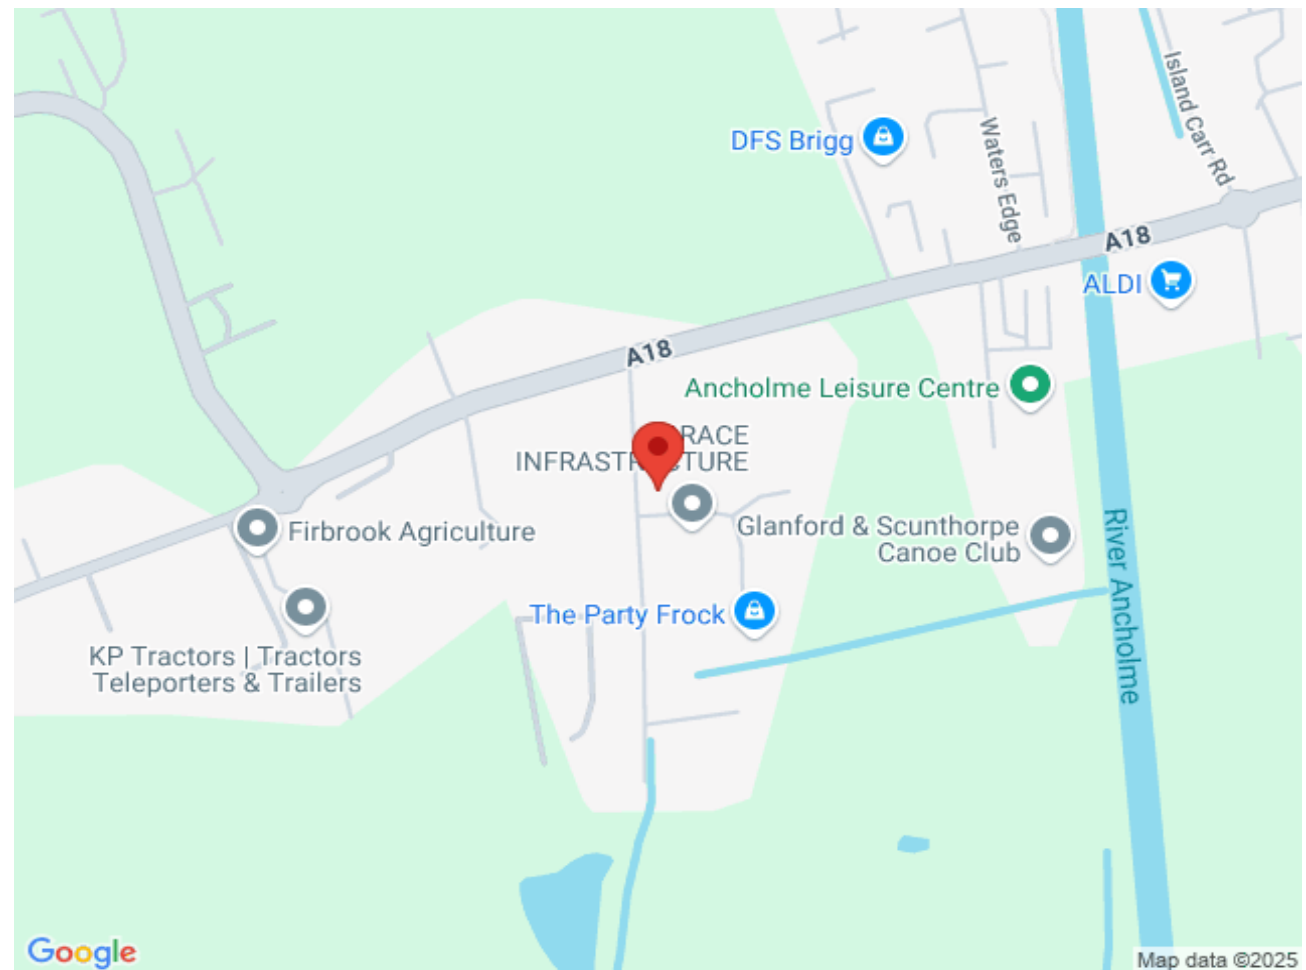 Island Carr Rd
DFS Brigg
Waters Edge
A18
ALDI
A18
Ancholme Leisure Centre
RACE
INFRAST
TURE
Glanford & Scunthorpe
Canoe Club
River Ancholme
Firbrook Agriculture
The Party Frock
KP Tractors | Tractors
Teleporters & Trailers
Google
Map data ©2025